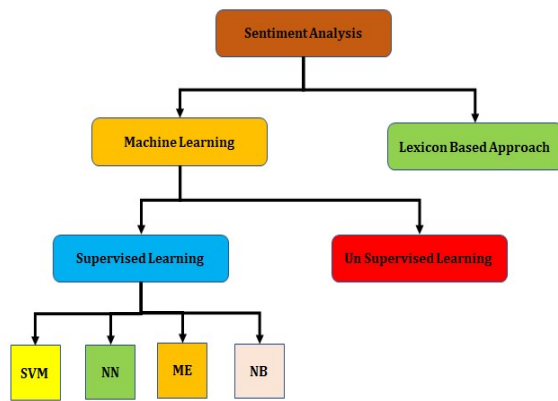 Sentiment Analysis
Machine Learning
Lexicon Based Approach
Supervised Learning
Un Supervised Learning
SVM
NN
ME
NB